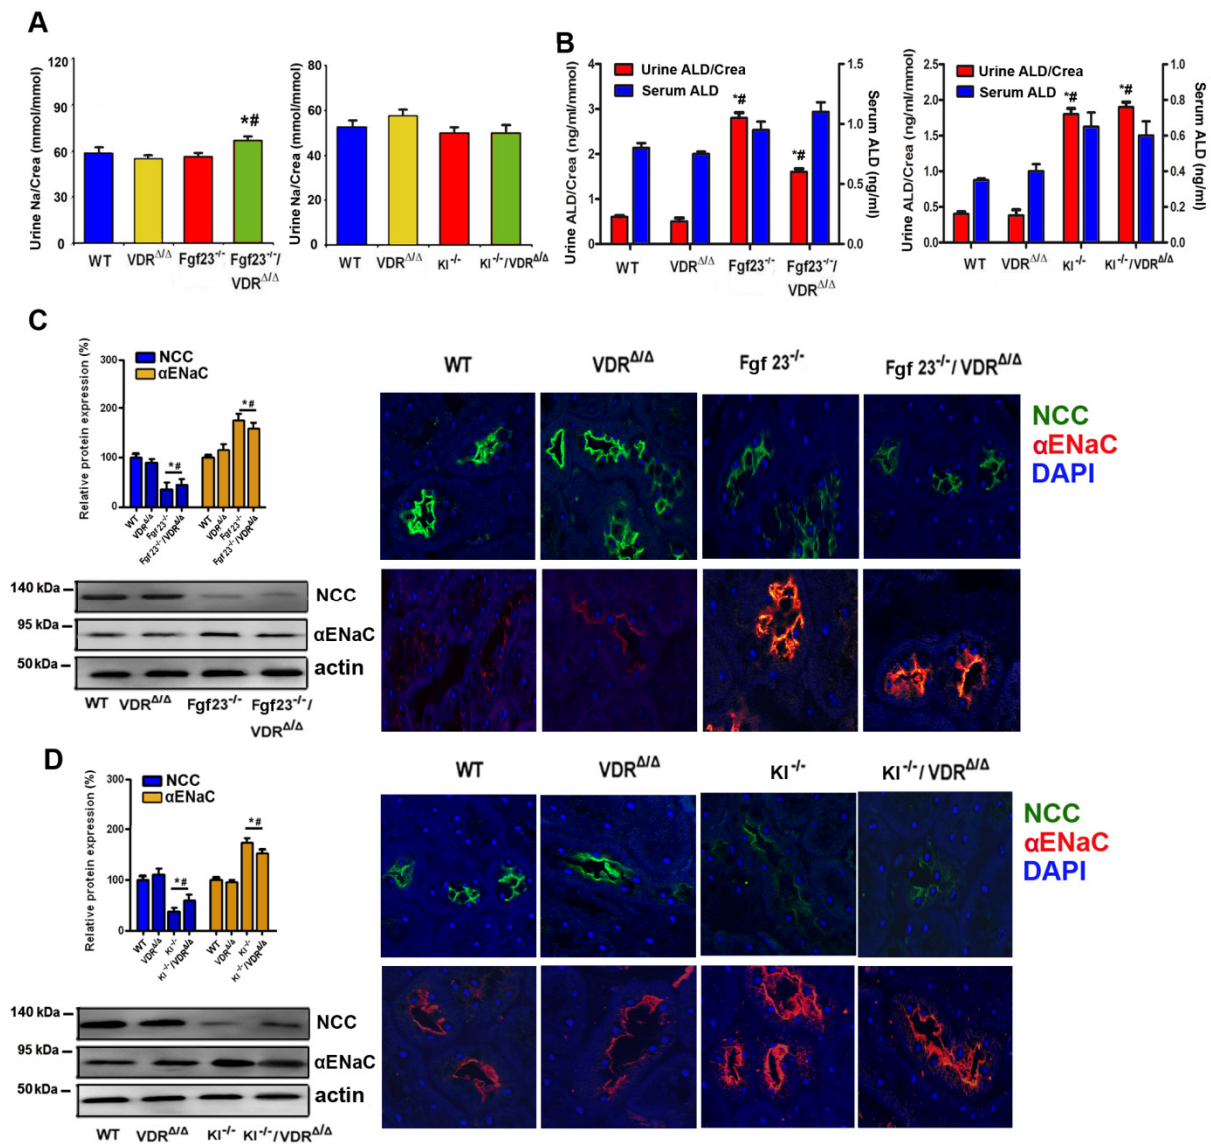 A
Urine Na/Crea (mmol/mmol)
120
90
60
30
0
*#
WT
VDR^Δ/Δ
Fgf23^-/-
Fgf23^-/-/
VDR^Δ/Δ
Urine Na/Crea (mmol/mmol)
80
60
40
20
0
WT
VDR^Δ/Δ
Kl^-/-
Kl^-/-/VDR^Δ/Δ
B
Urine ALD/Crea (ng/ml/mmol)
4
3
2
1
0
Urine ALD/Crea
Serum ALD
*#
*#
1.5
1.0
0.5
0.0
Serum ALD (ng/ml)
WT
VDR^Δ/Δ
Fgf23^-/-
Fgf23^-/-/
VDR^Δ/Δ
Urine ALD/Crea (ng/ml/mmol)
2.5
2.0
1.5
1.0
0.5
0.0
Urine ALD/Crea
Serum ALD
*#
*#
1.0
0.8
0.6
0.4
0.2
0.0
Serum ALD (ng/ml)
WT
VDR^Δ/Δ
Kl^-/-
Kl^-/-/VDR^Δ/Δ
C
Relative protein expression (%)
300
200
100
0
NCC
αENaC
*#
*#
WT
VDR^Δ/Δ
Fgf 23^-/-
Fgf 23^-/-/VDR^Δ/Δ
WT
VDR^Δ/Δ
Fgf 23^-/-
Fgf 23^-/-/VDR^Δ/Δ
140 kDa
NCC
95 kDa
αENaC
50 kDa
actin
WT
VDR^Δ/Δ
Fgf23^-/-
Fgf23^-/-/
VDR^Δ/Δ
WT
VDR^Δ/Δ
Fgf 23^-/-
Fgf 23^-/-/VDR^Δ/Δ
NCC
αENaC
DAPI
D
Relative protein expression (%)
300
200
100
0
NCC
αENaC
*#
*#
WT
VDR^Δ/Δ
Kl^-/-
Kl^-/-/VDR^Δ/Δ
WT
VDR^Δ/Δ
Kl^-/-
Kl^-/-/VDR^Δ/Δ
140 kDa
NCC
95 kDa
αENaC
50 kDa
actin
WT
VDR^Δ/Δ
Kl^-/-
Kl^-/-/VDR^Δ/Δ
WT
VDR^Δ/Δ
Kl^-/-
Kl^-/-/VDR^Δ/Δ
NCC
αENaC
DAPI